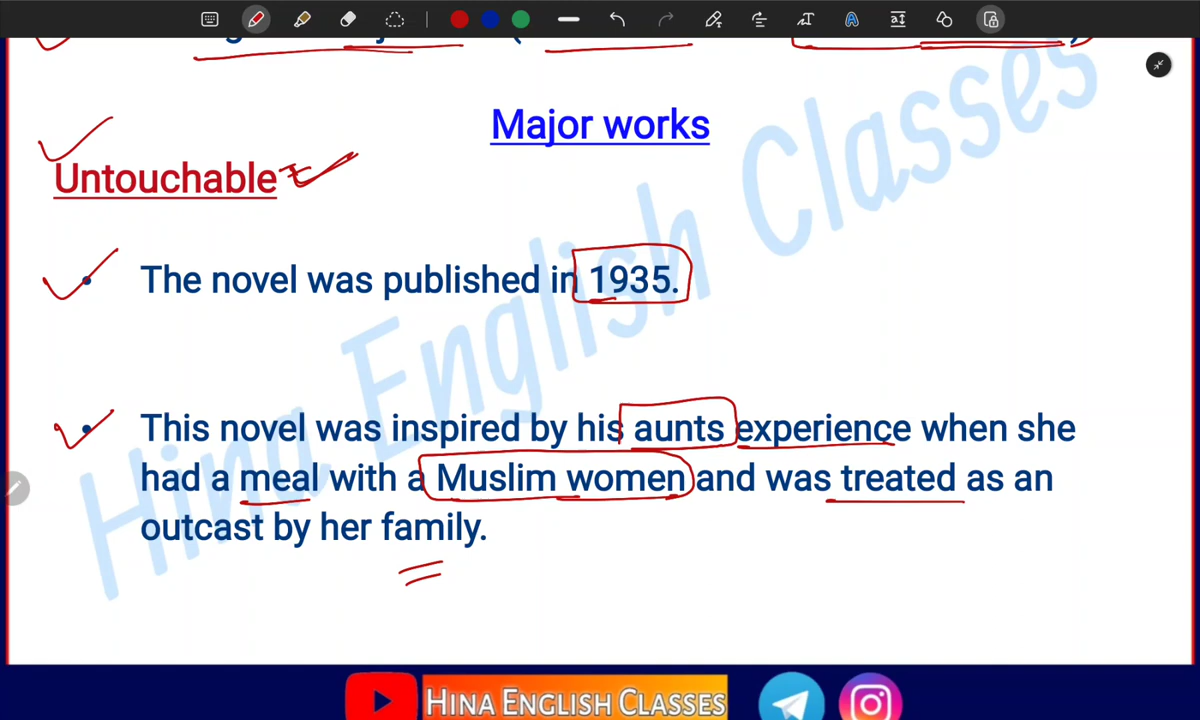 Major works
Untouchable
The novel was published in 1935.
This novel was inspired by his aunts experience when she
had a meal with a Muslim women and was treated as an
outcast by her family.
Hina English Classes
HINA ENGLISH CLASSES